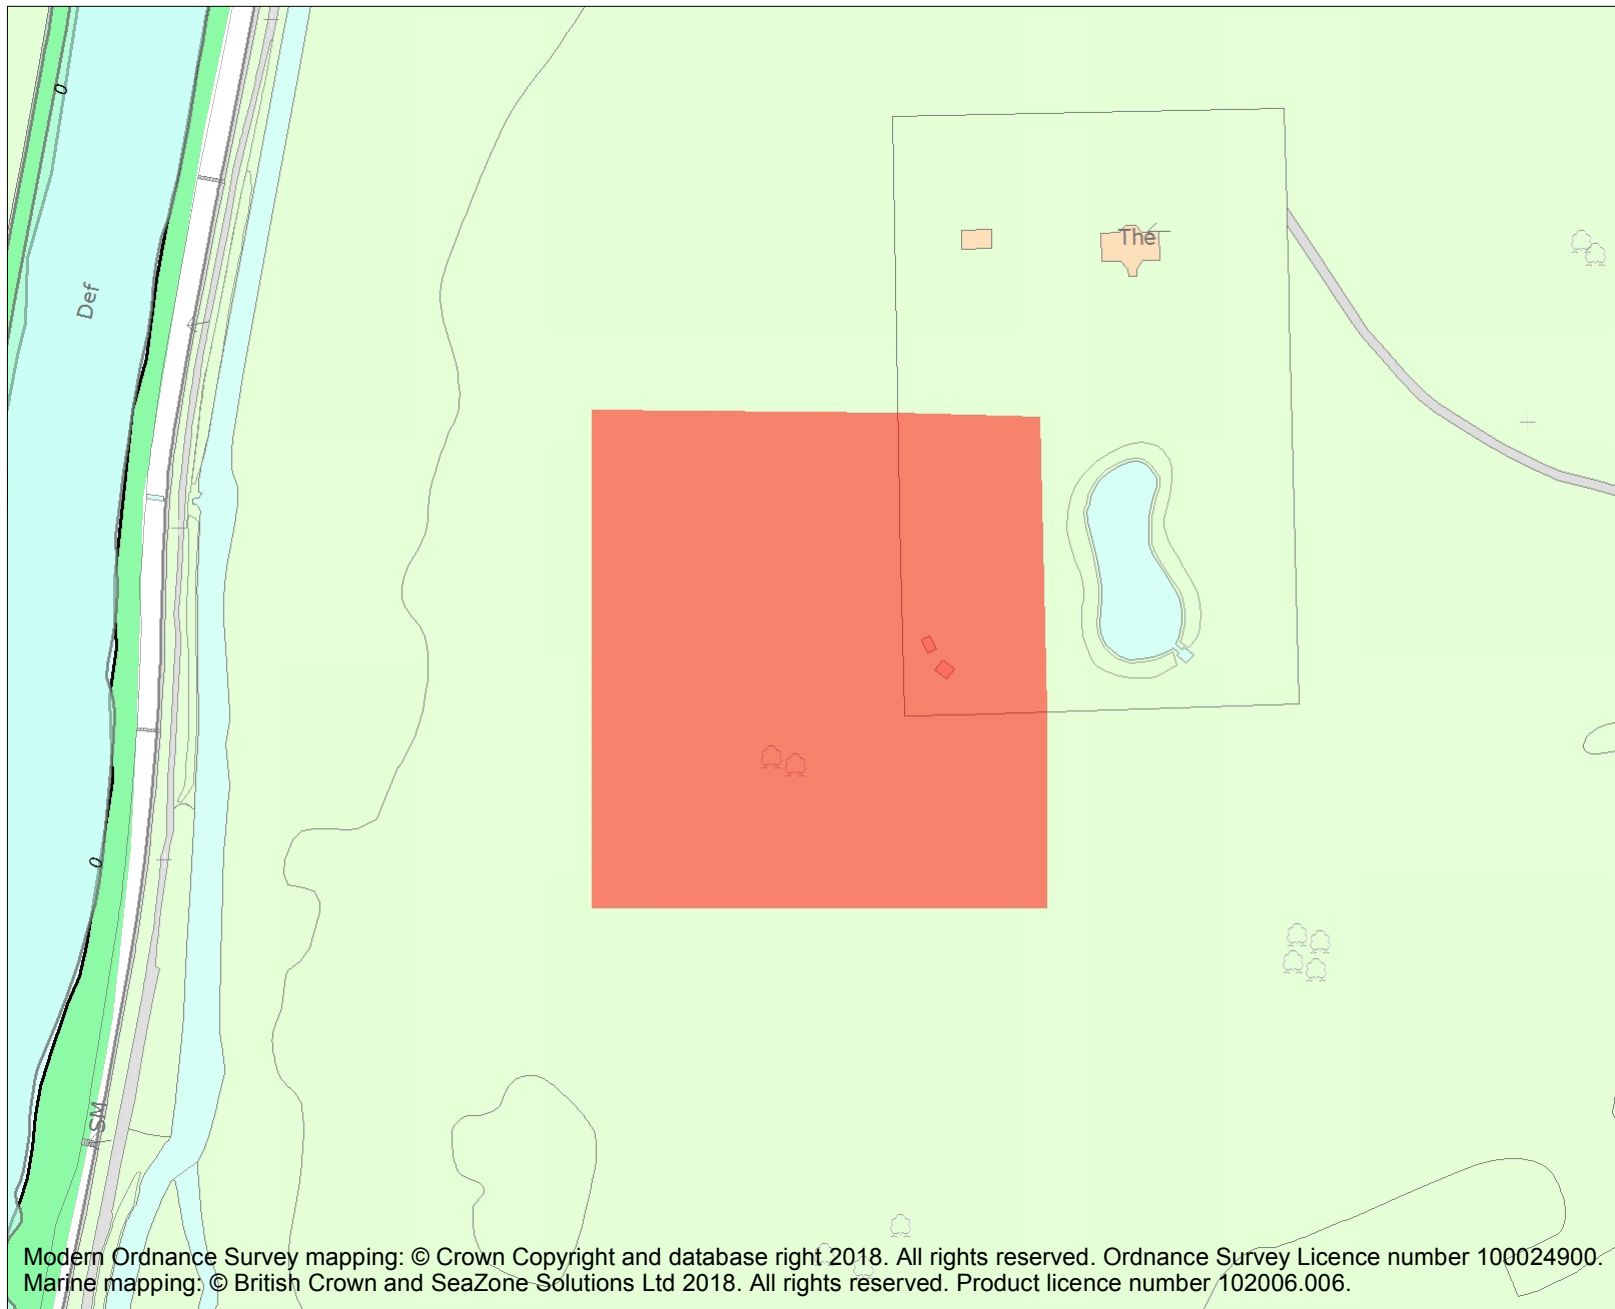 0
The
Def
0
SM
Modern Ordnance Survey mapping: © Crown Copyright and database right 2018. All rights reserved. Ordnance Survey Licence number 100024900.
Marine mapping: © British Crown and SeaZone Solutions Ltd 2018. All rights reserved. Product licence number 102006.006.